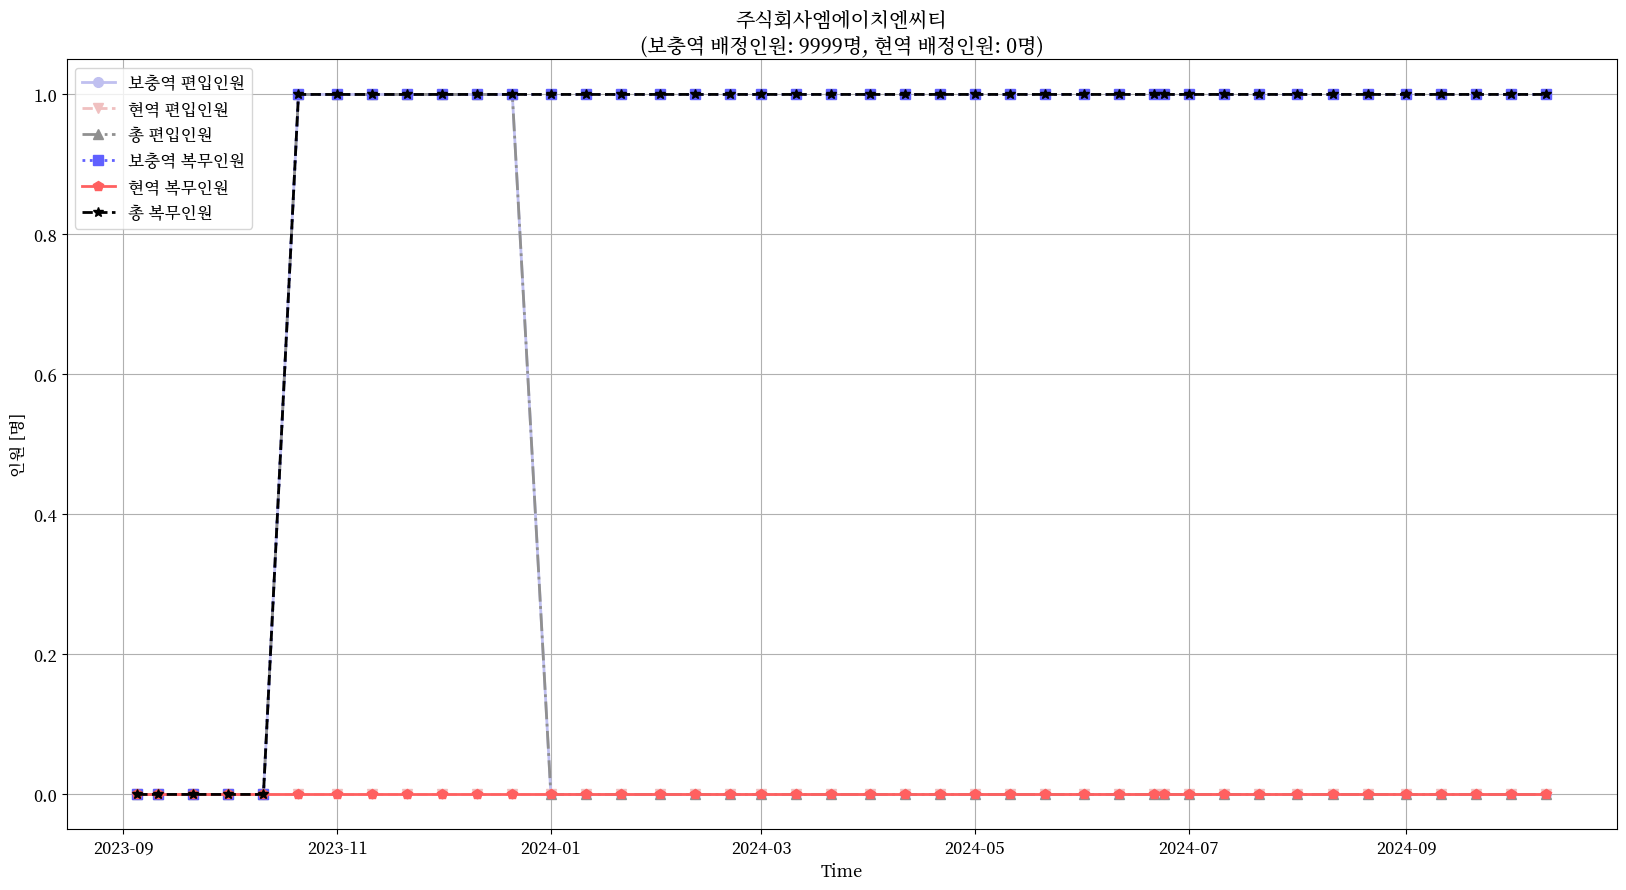 주식회사엠에이치엔씨티
(보충역 배정인원: 9999명, 현역 배정인원: 0명)
보충역 편입인원
현역 편입인원
총 편입인원
보충역 복무인원
현역 복무인원
총 복무인원
1.0
0.8
0.6
0.4
0.2
0.0
인원 [명]
2023-09
2023-11
2024-01
2024-03
2024-05
2024-07
2024-09
Time